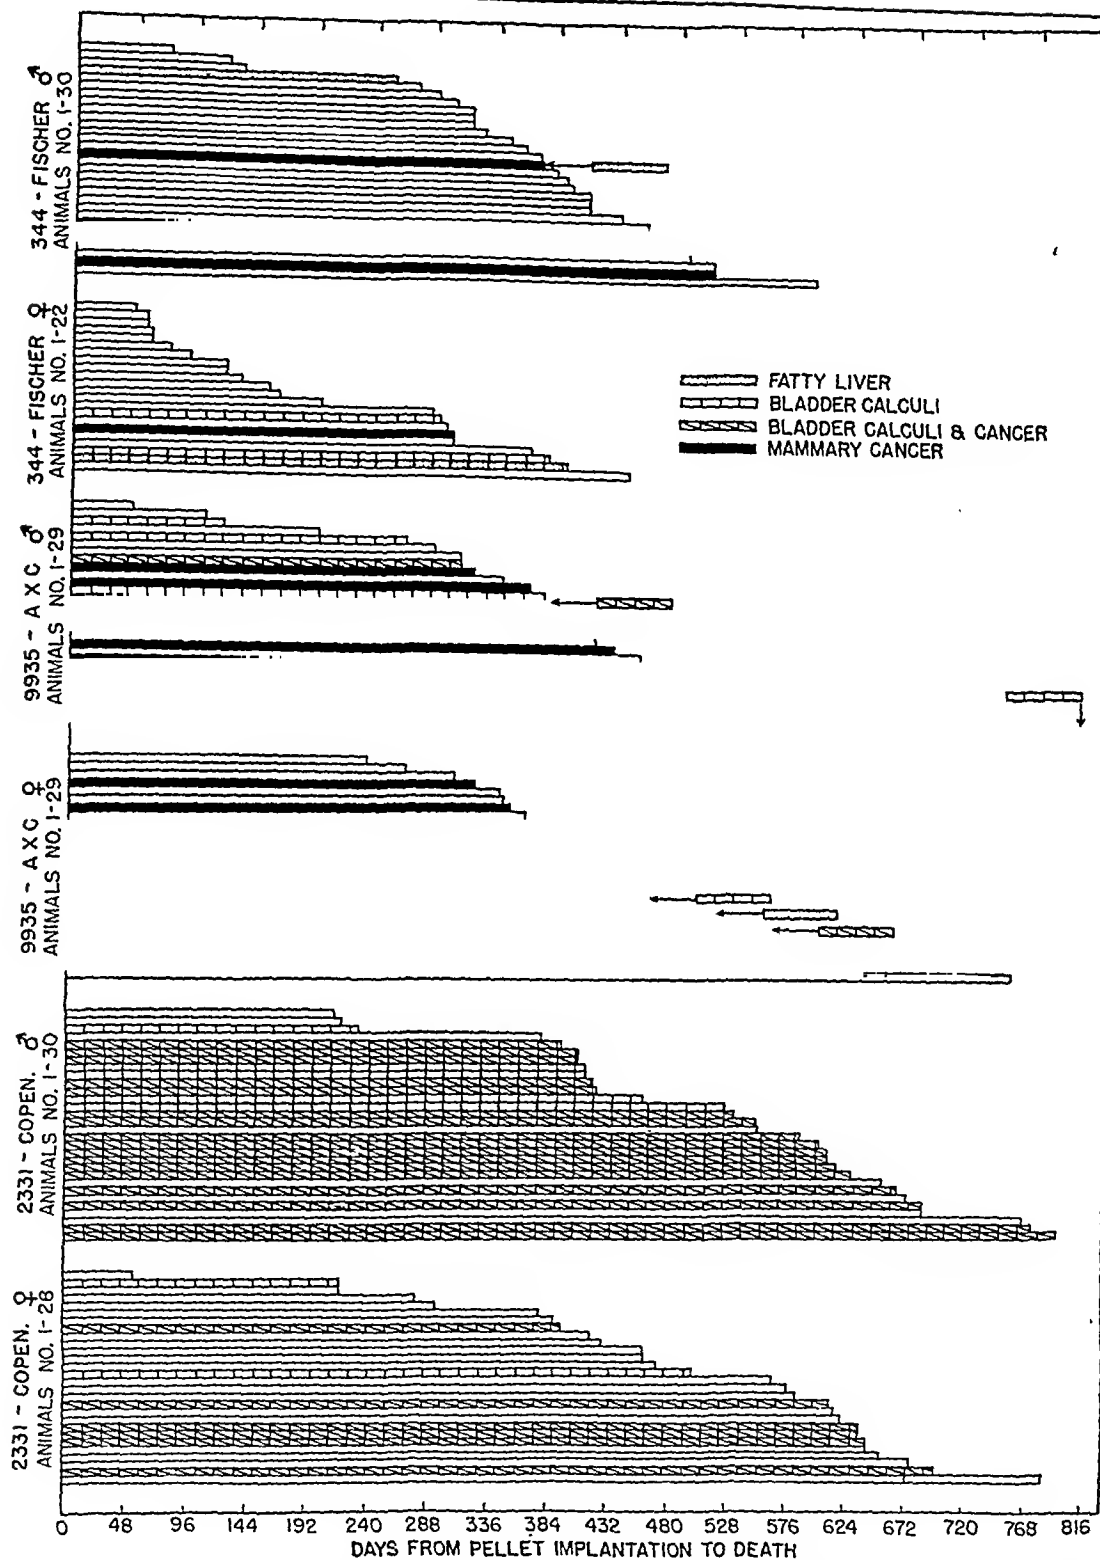 344 - FISCHER ♂
ANIMALS NO. 1-30
344 - FISCHER ♀
ANIMALS NO. 1-22
FATTY LIVER
BLADDER CALCULI
BLADDER CALCULI & CANCER
MAMMARY CANCER
9935 - A X C ♂
ANIMALS NO. 1-29
9935 - A X C ♀
ANIMALS NO. 1-29
2331 - COPEN. ♂
ANIMALS NO. 1-30
2331 - COPEN. ♀
ANIMALS NO. 1-28
0 48 96 144 192 240 288 336 384 432 480 528 576 624 672 720 768 816
DAYS FROM PELLET IMPLANTATION TO DEATH